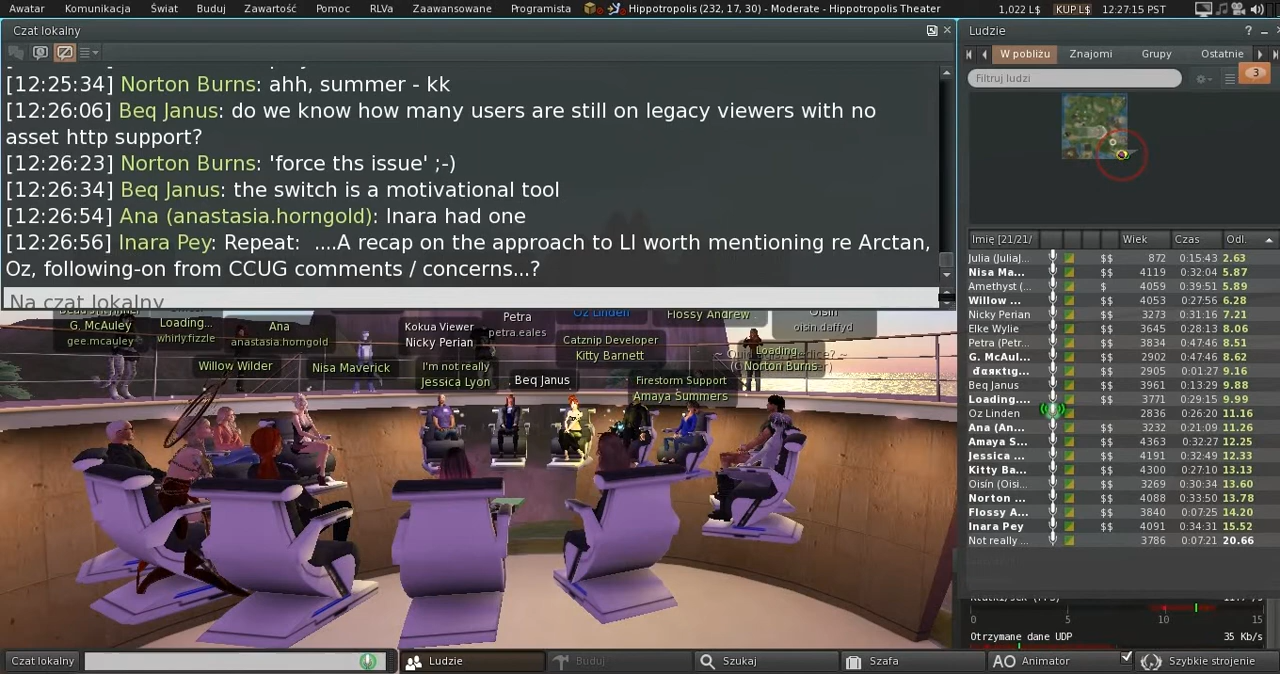 Awatar Komunikacja Świat Buduj Zawartość Pomoc RLVa Zaawansowane Programista Hippotropolis (232, 17, 30) - Moderate - Hippotropolis Theater 1,022 L$ KUP L$ 12:27:15 PST
Czat lokalny
[12:25:34] Norton Burns: ahh, summer - kk
[12:26:06] Beq Janus: do we know how many users are still on legacy viewers with no
asset http support?
[12:26:23] Norton Burns: 'force ths issue' ;-)
[12:26:34] Beq Janus: the switch is a motivational tool
[12:26:54] Ana (anastasia.horngold): Inara had one
[12:26:56] Inara Pey: Repeat:  ....A recap on the approach to LI worth mentioning re Arctan,
Oz, following-on from CCUG comments / concerns...?
Na czat lokalny
G. McAuley
gee.mcauley
Loading...
whirly.fizzle
Ana
anastasia.horngold
Willow Wilder
Nisa Maverick
Kokua Viewer
Nicky Perian
Petra
petra.eales
I'm not really
Jessica Lyon
Beq Janus
Oz Linden
Catznip Developer
Kitty Barnett
Flossy Andrew
Firestorm Support
Amaya Summers
Loading
Norton Burns
Oisin
oisin.daffyd
Ludzie
? –
W pobliżu Znajomi Grupy Ostatnie
Filtruj ludzi
3
Imię [21/21/ Wiek Czas Odl.
Julia (JuliaJ... $$ 872 0:15:43 2.63
Nisa Ma... $$ 4119 0:32:04 5.87
Amethyst (... $ 4059 0:39:51 5.89
Willow ... $$ 4053 0:27:56 6.28
Nicky Perian $$ 3273 0:31:16 7.21
Elke Wylie $$ 3645 0:28:13 8.06
Petra (Petr... $$ 3834 0:47:46 8.51
G. McAul... $$ 2902 0:47:46 8.62
$$ 2905 0:01:27 9.16
Beq Janus $$ 3961 0:13:27 9.88
Loading.... $$ 3771 0:29:15 9.99
Oz Linden 2836 0:26:20 11.16
Ana (An... $$ 3232 0:21:09 11.26
Amaya S... $$ 4363 0:32:27 12.25
Jessica ... $$ 4191 0:32:49 12.33
Kitty Ba... $$ 4300 0:27:10 13.13
Oisín (Oisi... $$ 3269 0:30:34 13.60
Norton ... $$ 4088 0:33:50 13.78
Flossy A... $$ 3840 0:07:25 14.20
Inara Pey $$ 4091 0:34:31 15.52
Not really ... $$ 3786 0:07:21 20.66
0 5 10 15
Otrzymane dane UDP 35 Kb/s
Czat lokalny Ludzie Buduj Szukaj Szafa AO Animator Szybkie strojenie